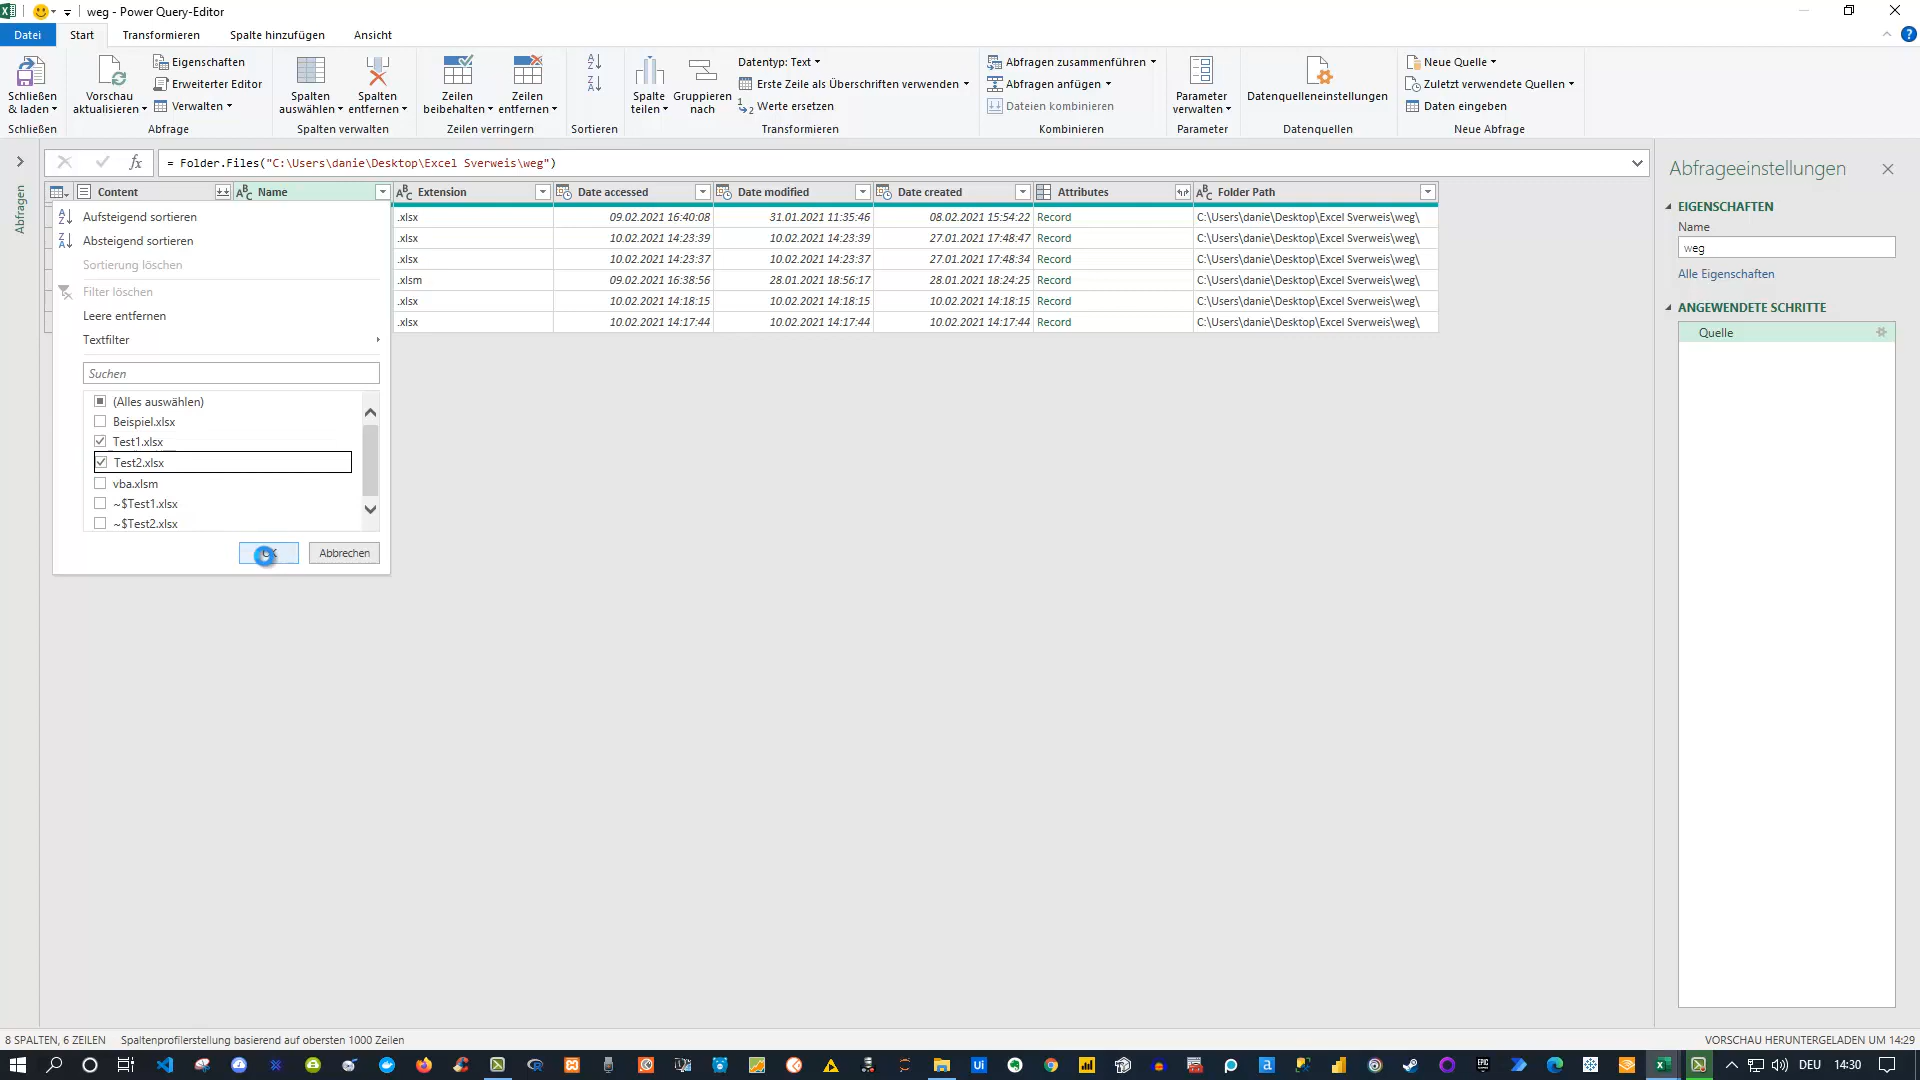 weg - Power Query-Editor
Datei Start Transformieren Spalte hinzufügen Ansicht
Schließen & laden
Schließen
Vorschau aktualisieren
Eigenschaften
Erweiterter Editor
Verwalten
Abfrage
Spalten auswählen
Spalten entfernen
Spalten verwalten
Zeilen beibehalten
Zeilen entfernen
Zeilen verringern
Sortieren
Spalte teilen
Gruppieren nach
Datentyp: Text
Erste Zeile als Überschriften verwenden
Werte ersetzen
Transformieren
Abfragen zusammenführen
Abfragen anfügen
Dateien kombinieren
Kombinieren
Parameter verwalten
Parameter
Datenquelleneinstellungen
Datenquellen
Neue Quelle
Zuletzt verwendete Quellen
Daten eingeben
Neue Abfrage
Abfragen
fx = Folder.Files("C:\Users\danie\Desktop\Excel Sverweis\weg")
Content Name Extension Date accessed Date modified Date created Attributes Folder Path
.xlsx 09.02.2021 16:40:08 31.01.2021 11:35:46 08.02.2021 15:54:22 Record C:\Users\danie\Desktop\Excel Sverweis\weg\
.xlsx 10.02.2021 14:23:39 10.02.2021 14:23:39 27.01.2021 17:48:47 Record C:\Users\danie\Desktop\Excel Sverweis\weg\
.xlsx 10.02.2021 14:23:37 10.02.2021 14:23:37 27.01.2021 17:48:34 Record C:\Users\danie\Desktop\Excel Sverweis\weg\
.xlsm 09.02.2021 16:38:56 28.01.2021 18:56:17 28.01.2021 18:24:25 Record C:\Users\danie\Desktop\Excel Sverweis\weg\
.xlsx 10.02.2021 14:18:15 10.02.2021 14:18:15 10.02.2021 14:18:15 Record C:\Users\danie\Desktop\Excel Sverweis\weg\
.xlsx 10.02.2021 14:17:44 10.02.2021 14:17:44 10.02.2021 14:17:44 Record C:\Users\danie\Desktop\Excel Sverweis\weg\
Aufsteigend sortieren
Absteigend sortieren
Sortierung löschen
Filter löschen
Leere entfernen
Textfilter
Suchen
(Alles auswählen)
Beispiel.xlsx
Test1.xlsx
Test2.xlsx
vba.xlsm
~$Test1.xlsx
~$Test2.xlsx
Abbrechen
Abfrageeinstellungen
EIGENSCHAFTEN
Name
weg
Alle Eigenschaften
ANGEWENDETE SCHRITTE
Quelle
8 SPALTEN, 6 ZEILEN Spaltenprofilerstellung basierend auf obersten 1000 Zeilen
VORSCHAU HERUNTERGELADEN UM 14:29
DEU 14:30